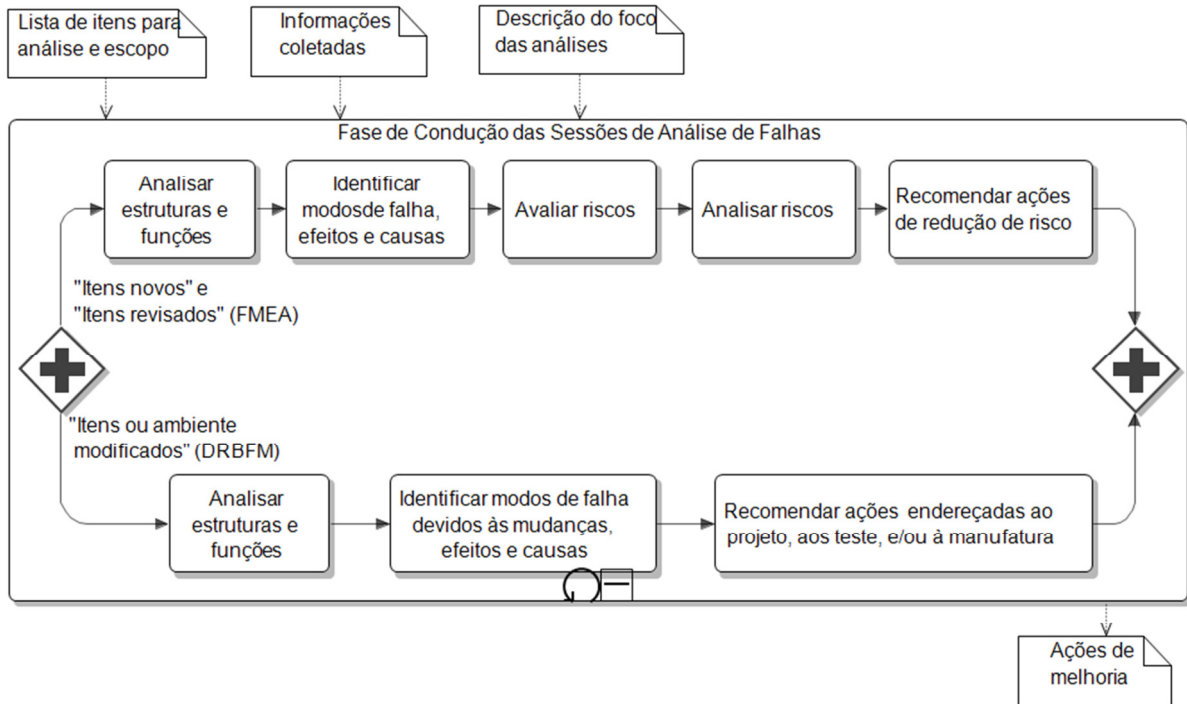 Lista de itens para
análise e escopo
Informações
coletadas
Descrição do foco
das análises
Fase de Condução das Sessões de Análise de Falhas
Analisar
estruturas e
funções
Identificar
modosde falha,
efeitos e causas
Avaliar riscos
Analisar riscos
Recomendar ações
de redução de risco
"Itens novos" e
"Itens revisados" (FMEA)
"Itens ou ambiente
modificados" (DRBFM)
Analisar
estruturas e
funções
Identificar modos de falha
devidos às mudanças,
efeitos e causas
Recomendar ações endereçadas ao
projeto, aos teste, e/ou à manufatura
Ações de
melhoria